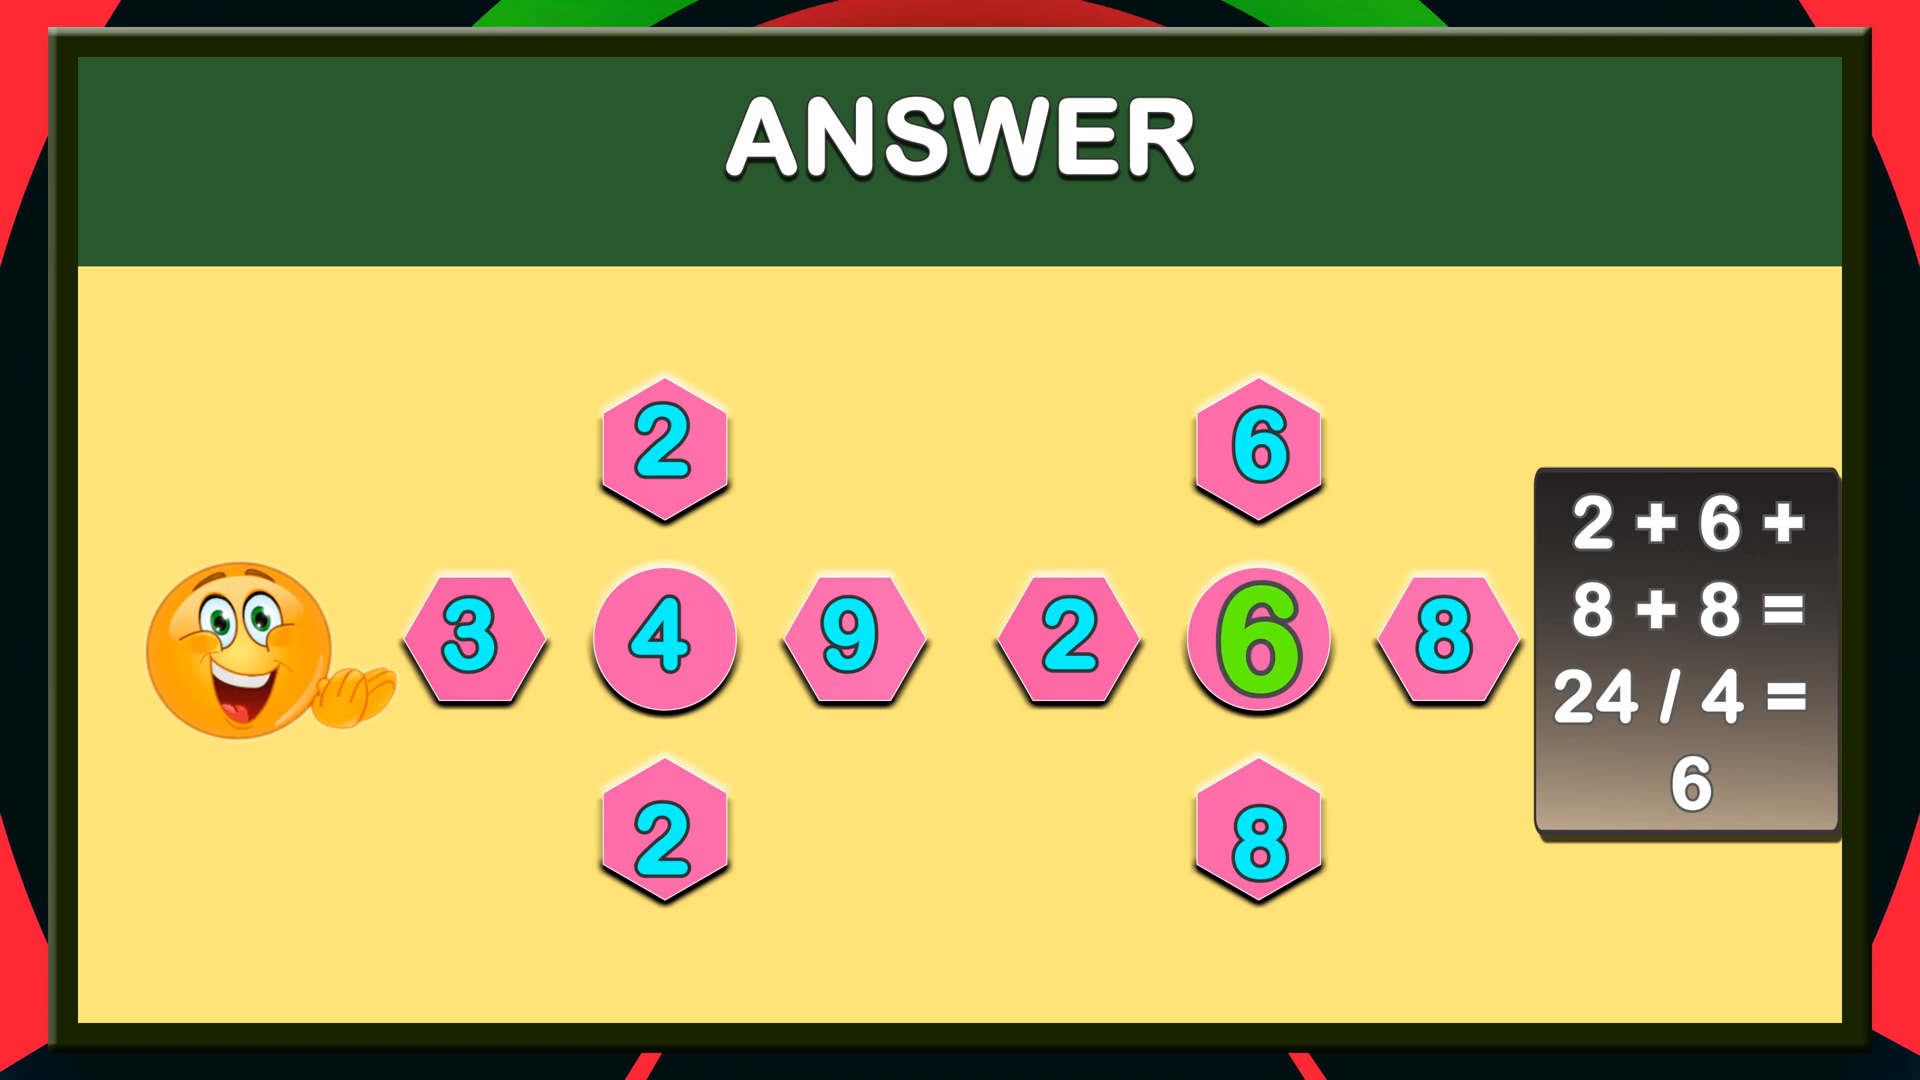 ANSWER
2 6
3 4 9 2 6 8
2 8
2 + 6 +
8 + 8 =
24 / 4 =
6